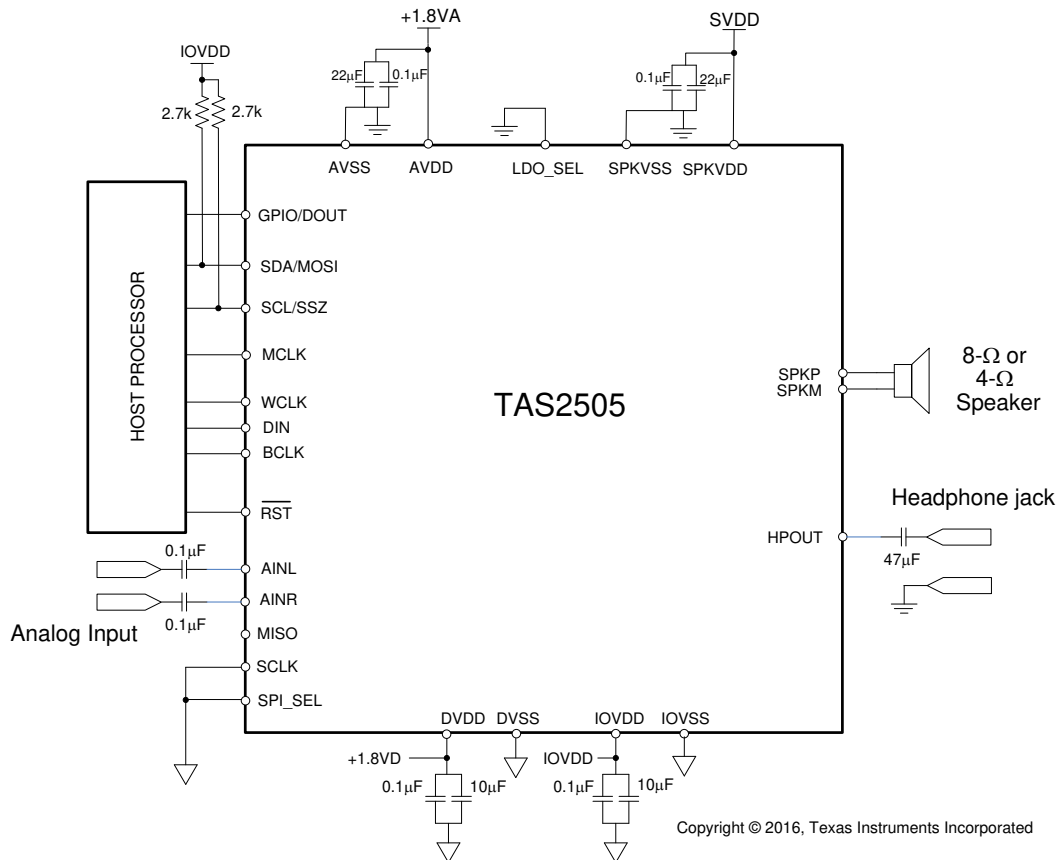 +1.8VA
SVDD
IOVDD
22μF
0.1μF
0.1μF
22μF
2.7k
2.7k
AVSS
AVDD
LDO_SEL
SPKVSS
SPKVDD
HOST PROCESSOR
GPIO/DOUT
SDA/MOSI
SCL/SSZ
MCLK
WCLK
DIN
BCLK
RST
TAS2505
SPKP
SPKM
8-Ω or
4-Ω
Speaker
Headphone jack
HPOUT
47μF
0.1μF
AINL
AINR
0.1μF
Analog Input
MISO
SCLK
SPI_SEL
DVDD
DVSS
IOVDD
IOVSS
+1.8VD
IOVDD
0.1μF
10μF
0.1μF
10μF
Copyright © 2016, Texas Instruments Incorporated